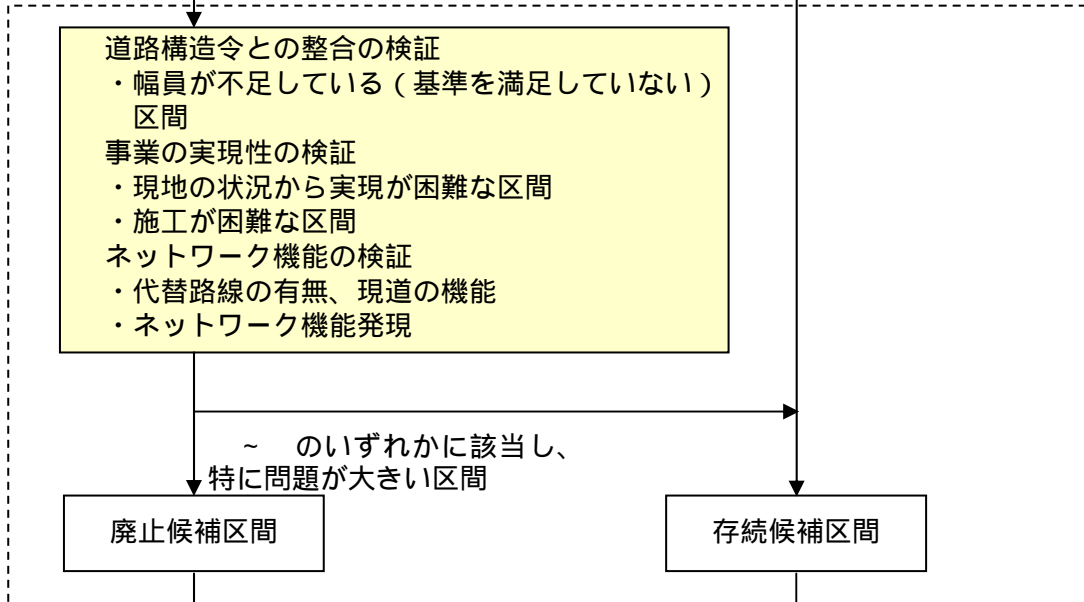 道路構造令との整合の検証
・幅員が不足している(基準を満足していない)
区間
事業の実現性の検証
・現地の状況から実現が困難な区間
・施工が困難な区間
ネットワーク機能の検証
・代替路線の有無、現道の機能
・ネットワーク機能発現
~ のいずれかに該当し、
特に問題が大きい区間
廃止候補区間
存続候補区間